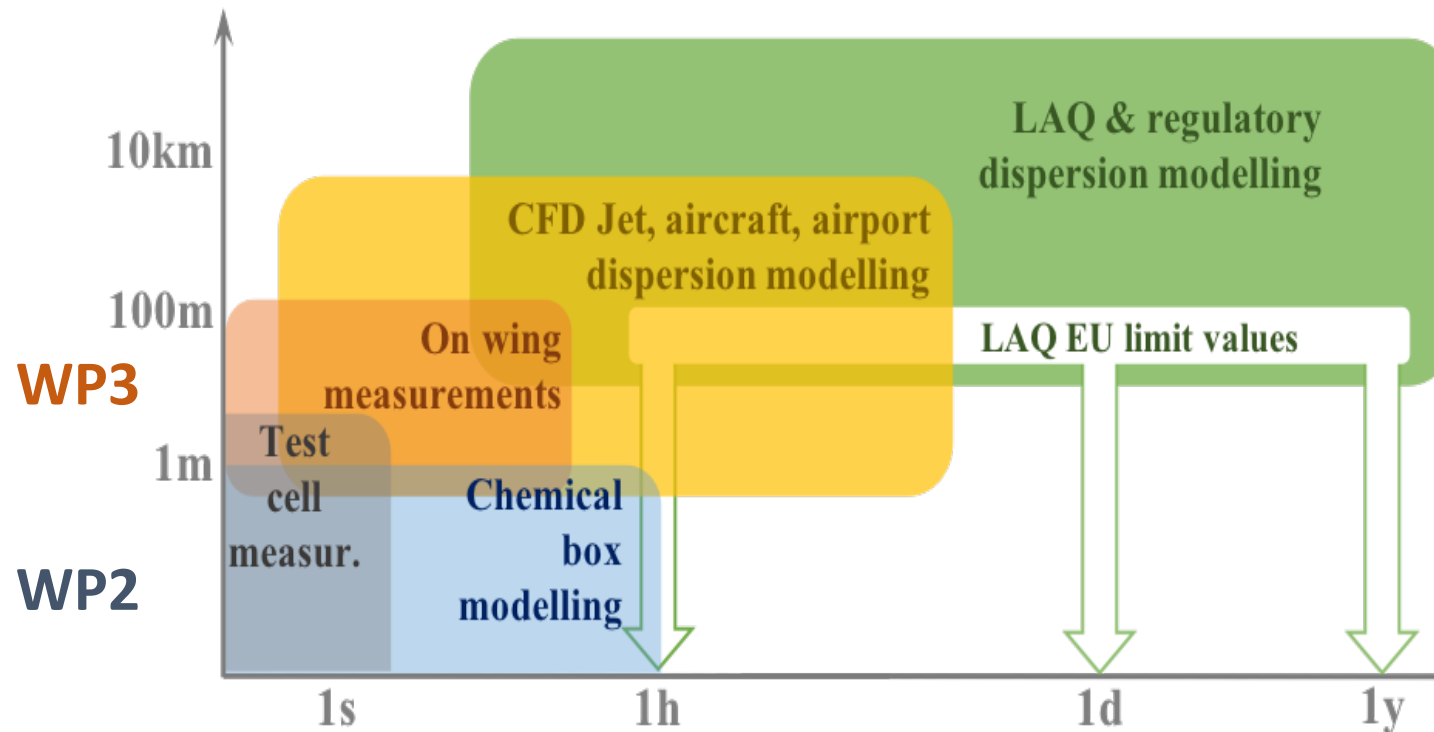 LAQ & regulatory
dispersion modelling
10km
CFD Jet, aircraft, airport
dispersion modelling
100m
On wing
measurements
LAQ EU limit values
WP3
Test
cell
measur.
1m
Chemical
box
modelling
WP2
1s
1h
1d
1y